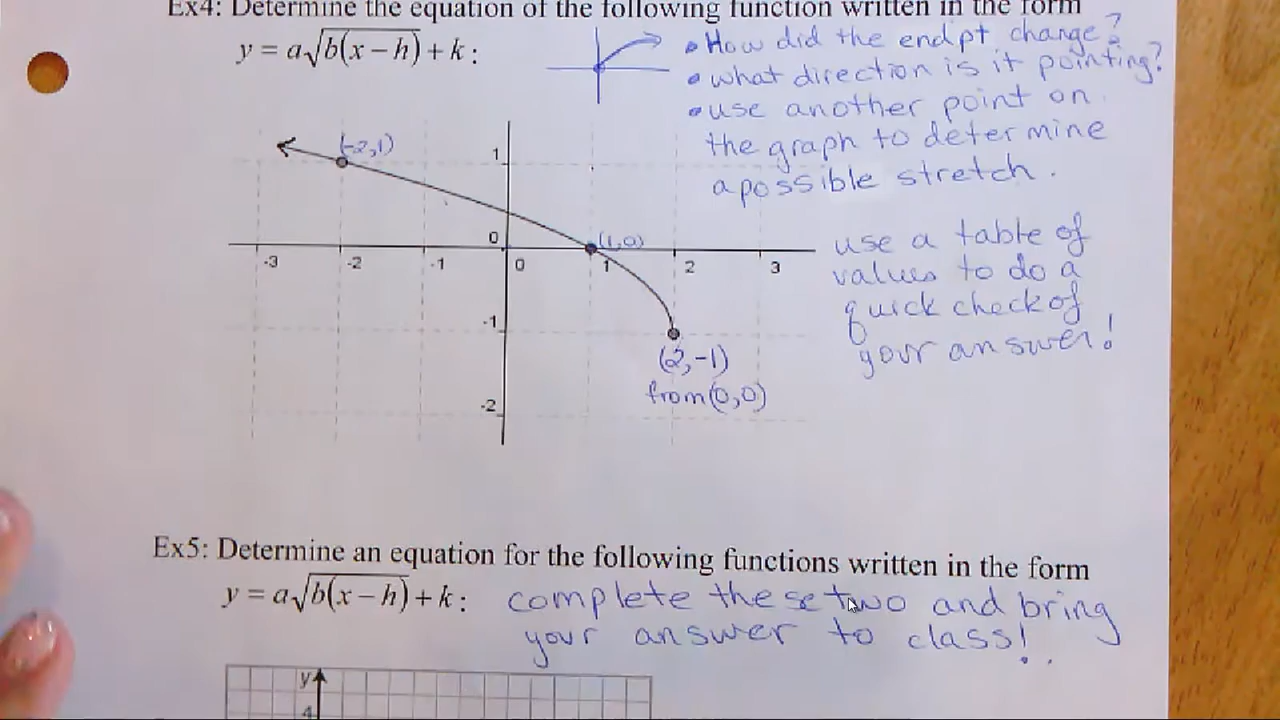 Ex4: Determine the equation of the following function written in the form
y = a√b(x − h) + k :
• How did the endpt change?
• what direction is it pointing?
• use another point on
the graph to determine
a possible stretch.
(-2,1)
1
0
(1,0)
-3 -2 -1 0 1 2 3
-1
(2,-1)
from (0,0)
-2
use a table of
values to do a
quick check of
your answer!
Ex5: Determine an equation for the following functions written in the form
y = a√b(x − h) + k :
complete these two and bring
your answer to class!
y
4